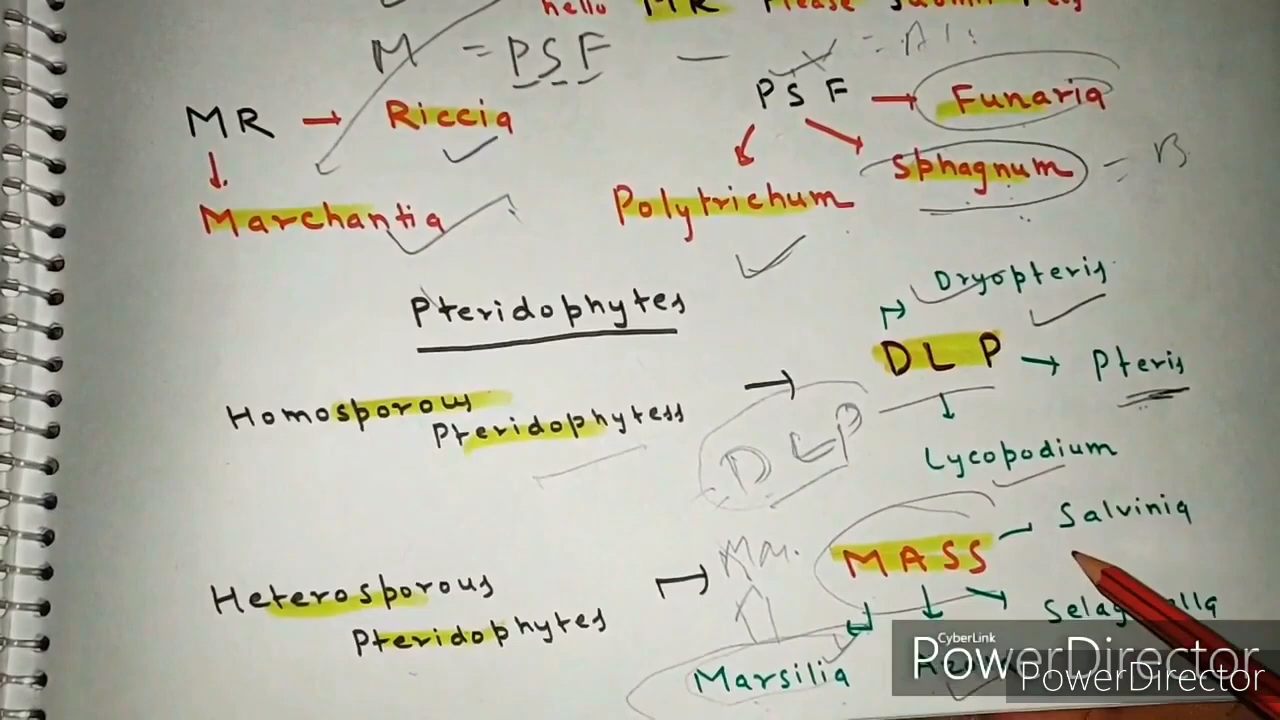 hello MR Please submit
M = PSF —
PSF → Funaria
MR → Riccia
Sphagnum = B
Marchantia
Polytrichum
Dryopteris
Pteridophytes
DLP → Pteris
Homosporous
Pteridophytess
DLP
Lycopodium
Salvinia
MASS
Heterosporous
Pteridophytes
Marsilia
CyberLink
PowerDirector
PowerDirector